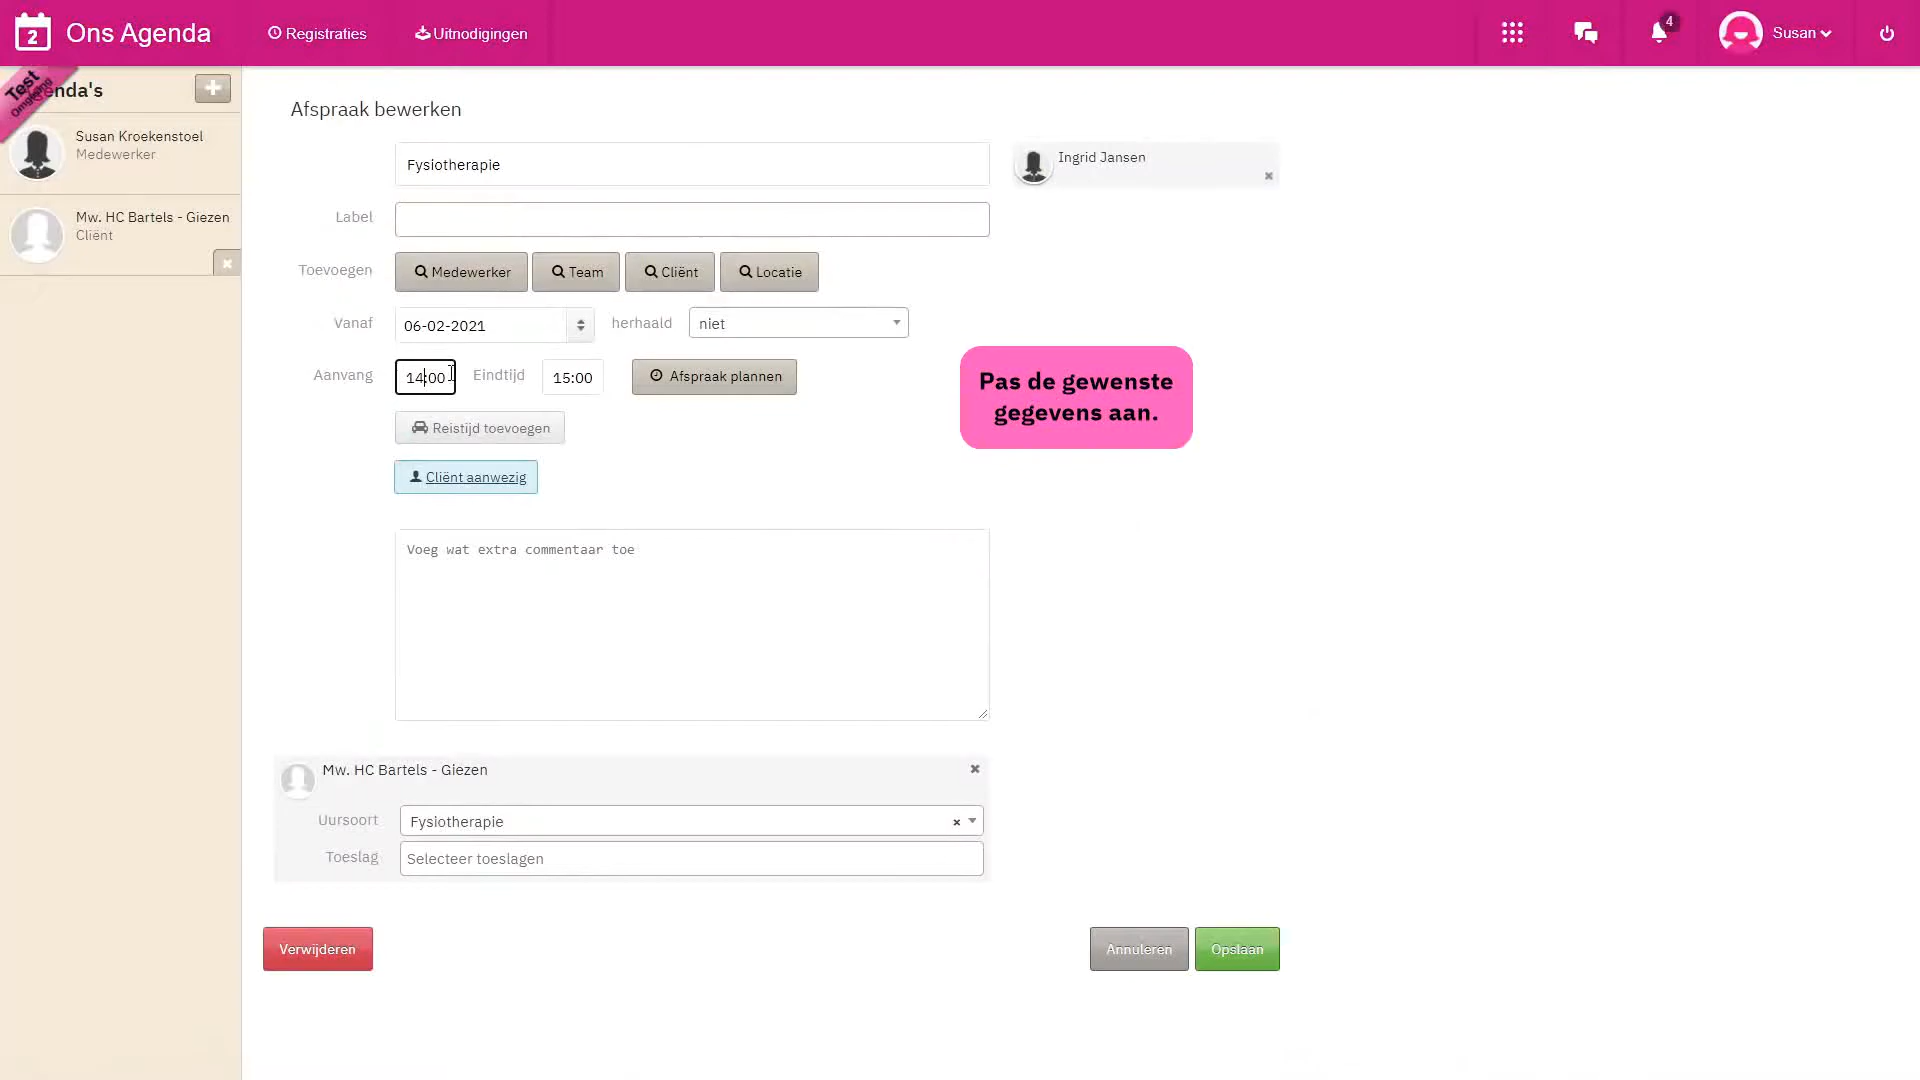 2 Ons Agenda
Registraties
Uitnodigingen
4
Susan
Test
Omgeving
enda's
Susan Kroekenstoel
Medewerker
Mw. HC Bartels - Giezen
Cliënt
Afspraak bewerken
Fysiotherapie
Ingrid Jansen
Label
Toevoegen
Medewerker
Team
Cliënt
Locatie
Vanaf
06-02-2021
herhaald
niet
Aanvang
14:00
Eindtijd
15:00
Afspraak plannen
Reistijd toevoegen
Cliënt aanwezig
Pas de gewenste
gegevens aan.
Voeg wat extra commentaar toe
Mw. HC Bartels - Giezen
Uursoort
Fysiotherapie
Toeslag
Selecteer toeslagen
Verwijderen
Annuleren
Opslaan